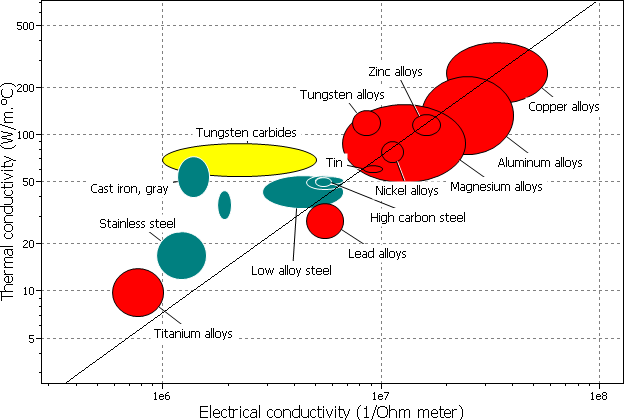 Thermal conductivity (W/m.ºC)
500
200
100
50
20
10
5
Zinc alloys
Tungsten alloys
Copper alloys
Tungsten carbides
Tin
Aluminum alloys
Cast iron, gray
Nickel alloys
Magnesium alloys
High carbon steel
Stainless steel
Lead alloys
Low alloy steel
Titanium alloys
1e6
1e7
1e8
Electrical conductivity (1/Ohm meter)